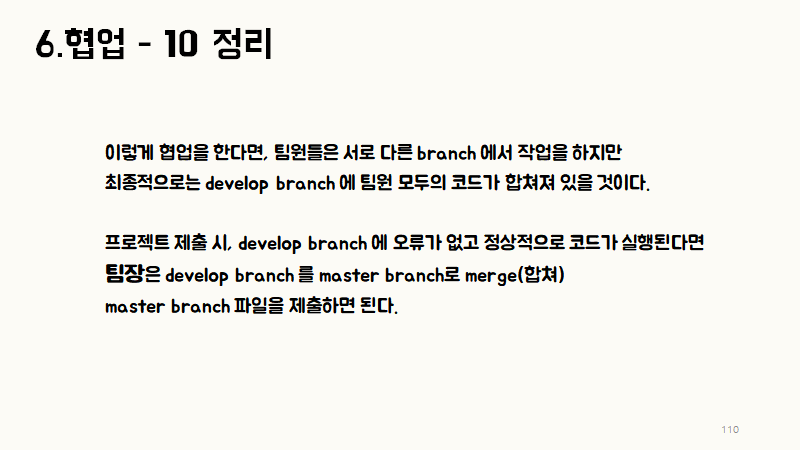 6.협업 - 10 정리
이렇게 협업을 한다면, 팀원들은 서로 다른 branch 에서 작업을 하지만
최종적으로는 develop branch 에 팀원 모두의 코드가 합쳐져 있을 것이다.
프로젝트 제출 시, develop branch 에 오류가 없고 정상적으로 코드가 실행된다면
팀장은 develop branch 를 master branch로 merge(합쳐)
master branch 파일을 제출하면 된다.
110